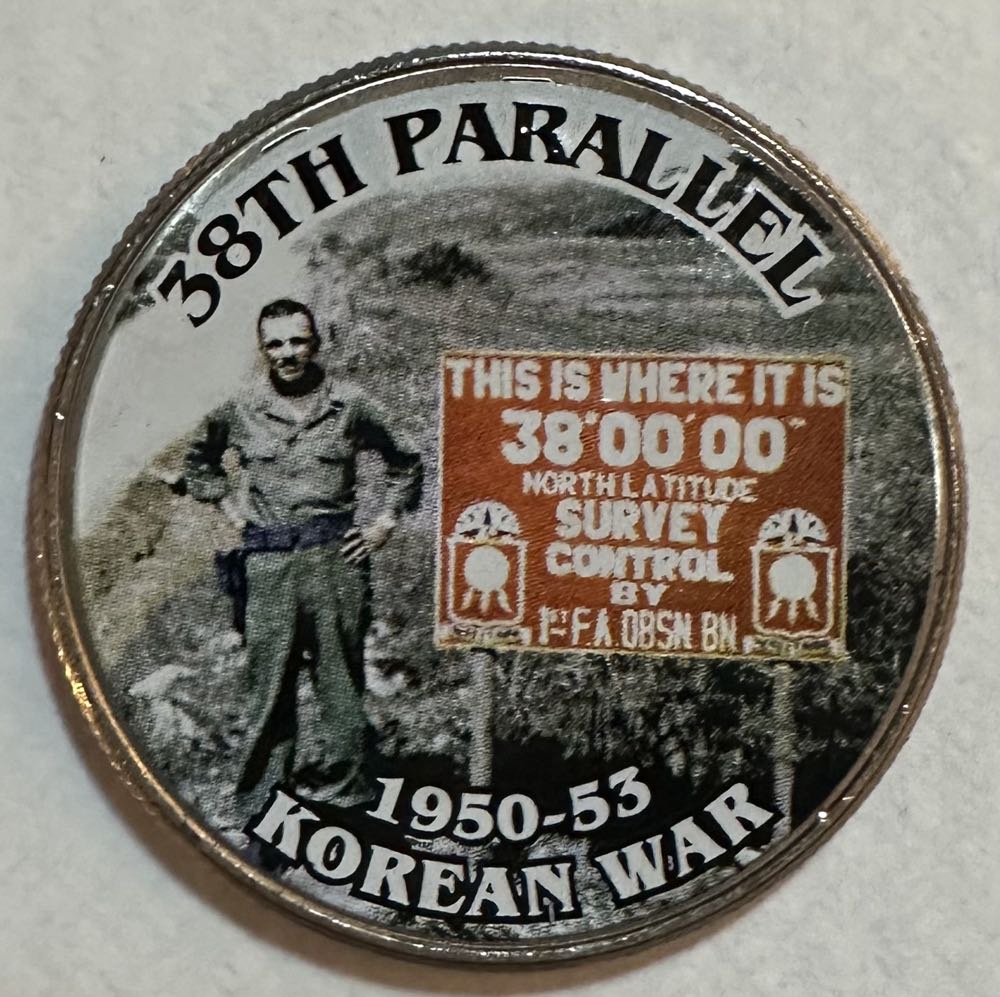 38TH PARALLEL
THIS IS WHERE IT IS
38°00'00"
NORTH LATITUDE
SURVEY
CONTROL
BY
1ST F.A. OBSN BN
1950-53
KOREAN WAR